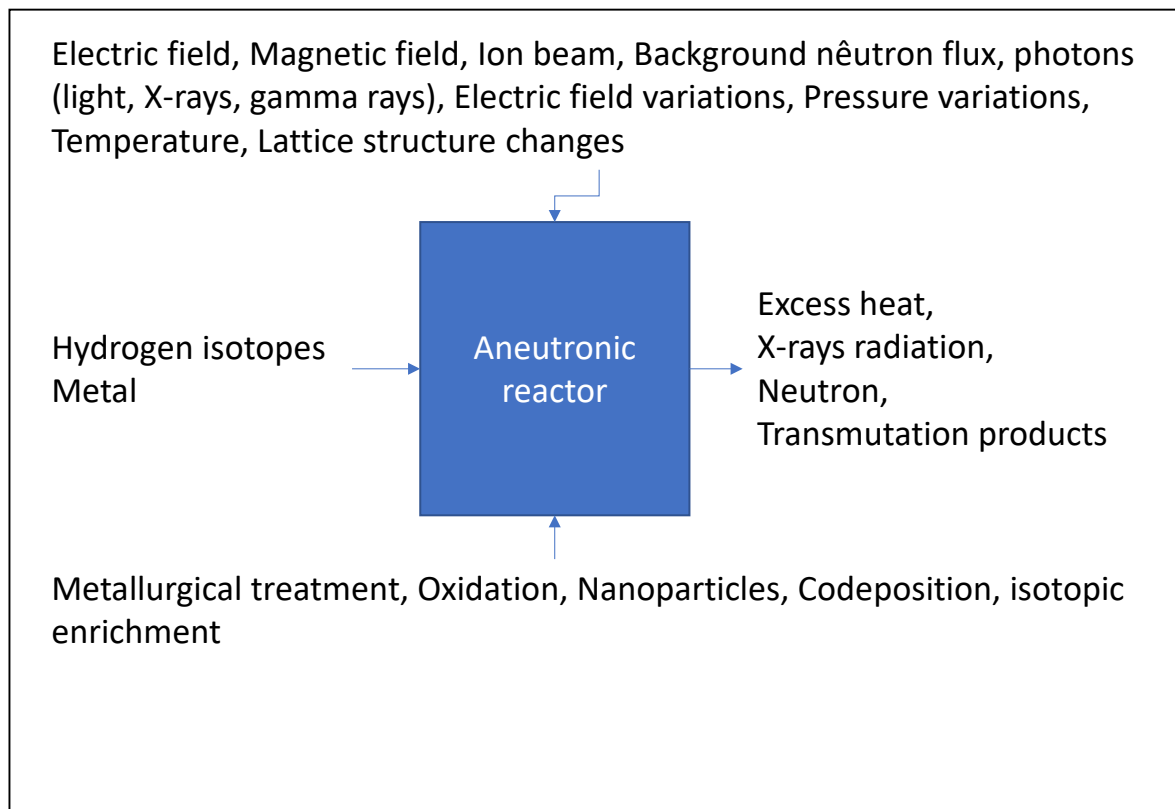 Electric field, Magnetic field, Ion beam, Background nêutron flux, photons
(light, X-rays, gamma rays), Electric field variations, Pressure variations,
Temperature, Lattice structure changes
Hydrogen isotopes
Metal
Aneutronic
reactor
Excess heat,
X-rays radiation,
Neutron,
Transmutation products
Metallurgical treatment, Oxidation, Nanoparticles, Codeposition, isotopic
enrichment